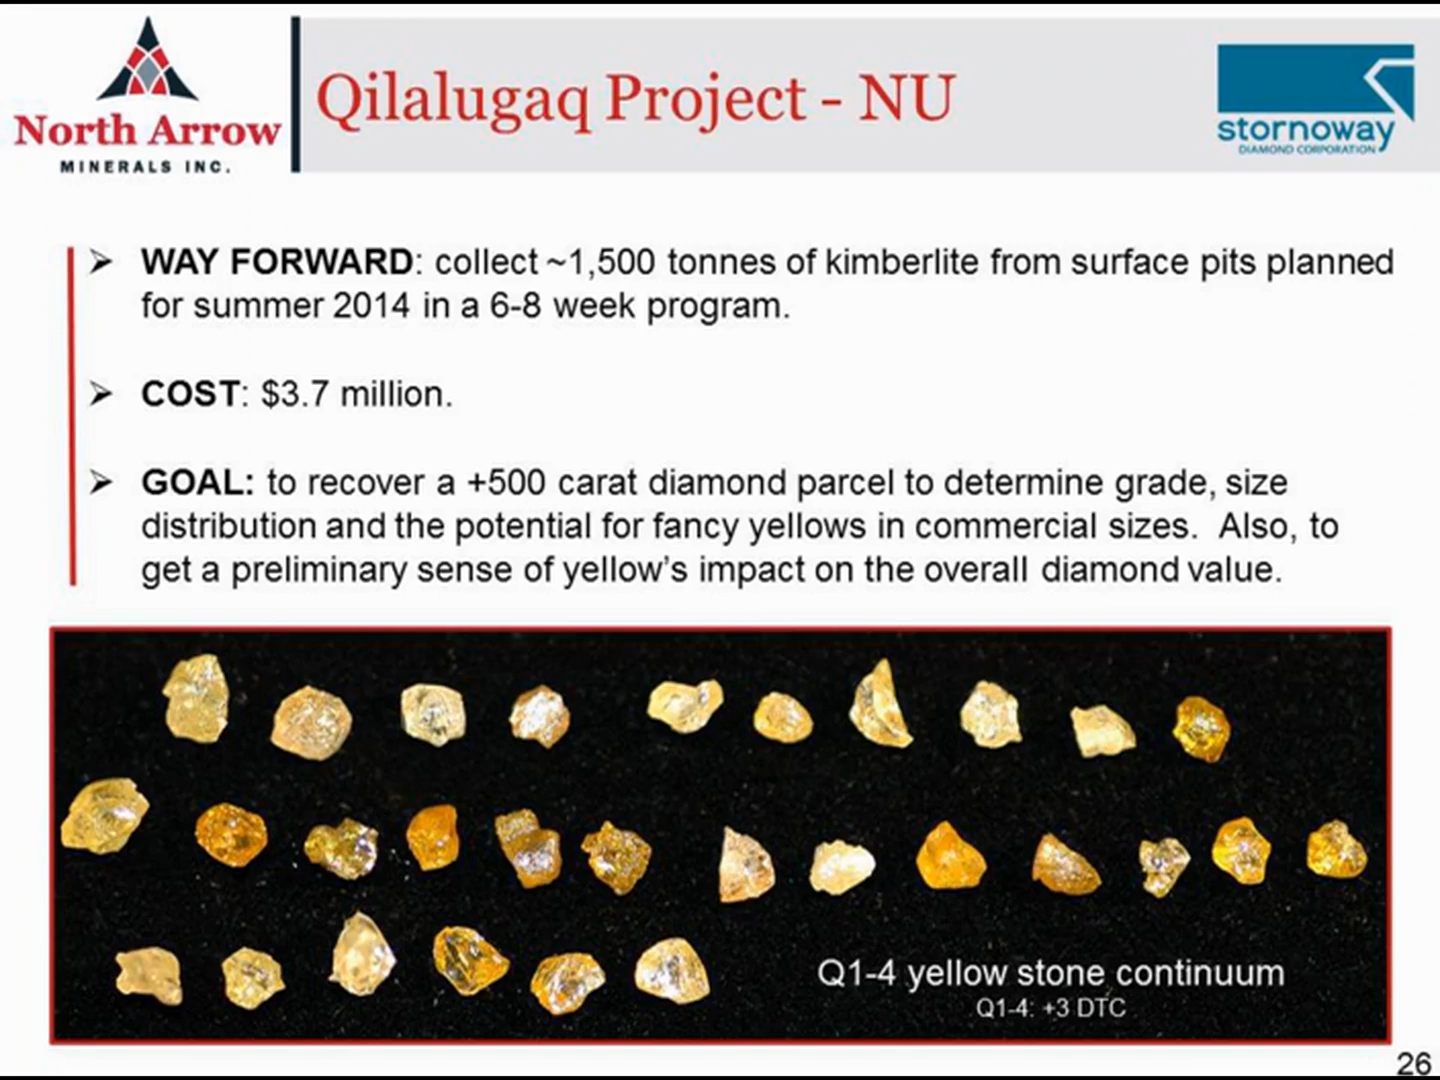 North Arrow
MINERALS INC.
Qilalugaq Project - NU
stornoway
DIAMOND CORPORATION
WAY FORWARD: collect ~1,500 tonnes of kimberlite from surface pits planned
for summer 2014 in a 6-8 week program.
COST: $3.7 million.
GOAL: to recover a +500 carat diamond parcel to determine grade, size
distribution and the potential for fancy yellows in commercial sizes. Also, to
get a preliminary sense of yellow’s impact on the overall diamond value.
Q1-4 yellow stone continuum
Q1-4: +3 DTC
26